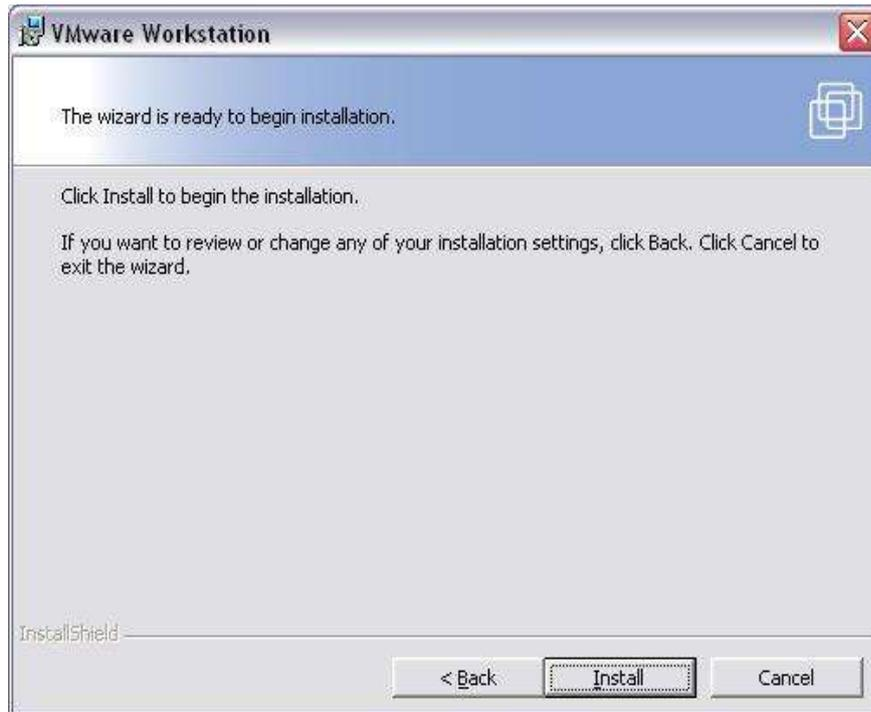 VMware Workstation
The wizard is ready to begin installation.
Click Install to begin the installation.
If you want to review or change any of your installation settings, click Back. Click Cancel to
exit the wizard.
InstallShield
< Back
Install
Cancel